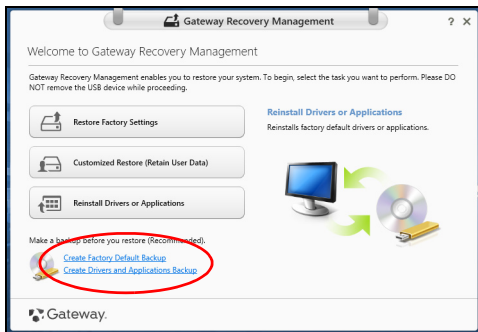 Gateway Recovery Management
? X
Welcome to Gateway Recovery Management
Gateway Recovery Management enables you to restore your system. To begin, select the task you want to perform. Please DO
NOT remove the USB device while proceeding.
Restore Factory Settings
Customized Restore (Retain User Data)
Reinstall Drivers or Applications
Reinstall Drivers or Applications
Reinstalls factory default drivers or applications.
Make a backup before you restore (Recommended).
Create Factory Default Backup
Create Drivers and Applications Backup
Gateway.